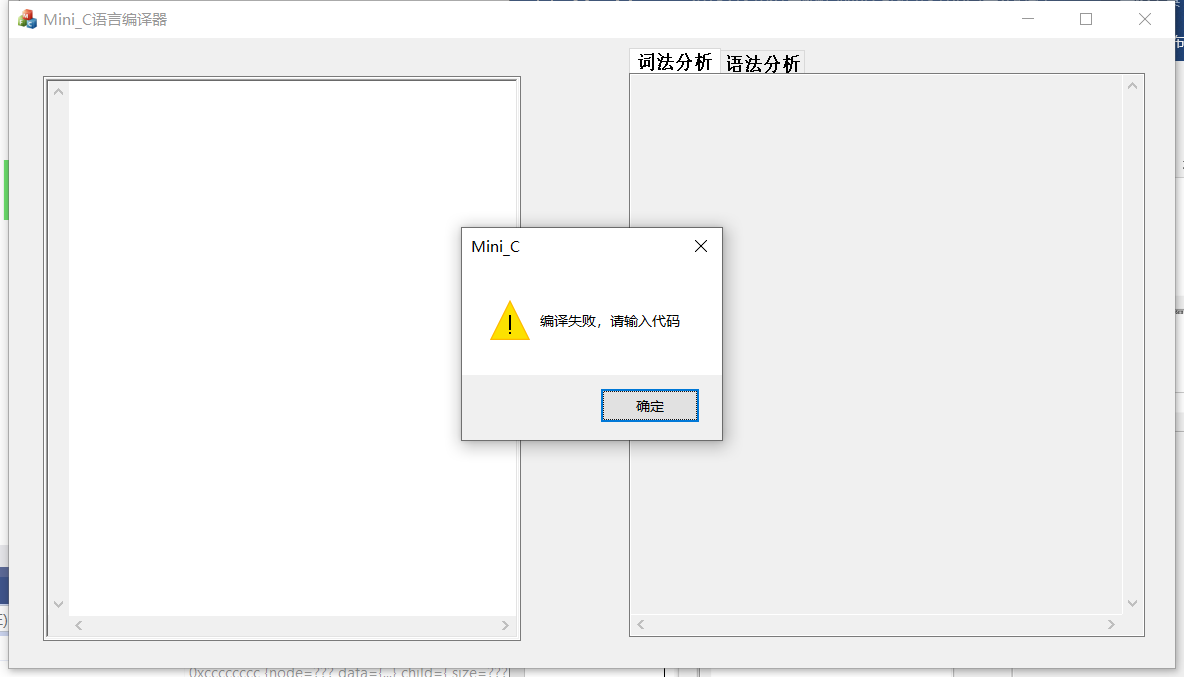 Mini_C语言编译器
词法分析 语法分析
Mini_C
编译失败，请输入代码
确定
0xcccccccc {node=??? data={...} child={ size=???